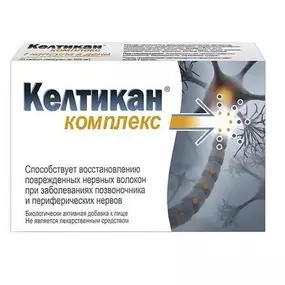 Келтикан®
комплекс
Способствует восстановлению
поврежденных нервных волокон
при заболеваниях позвоночника
и периферических нервов
Биологически активная добавка к пище
Не является лекарственным средством